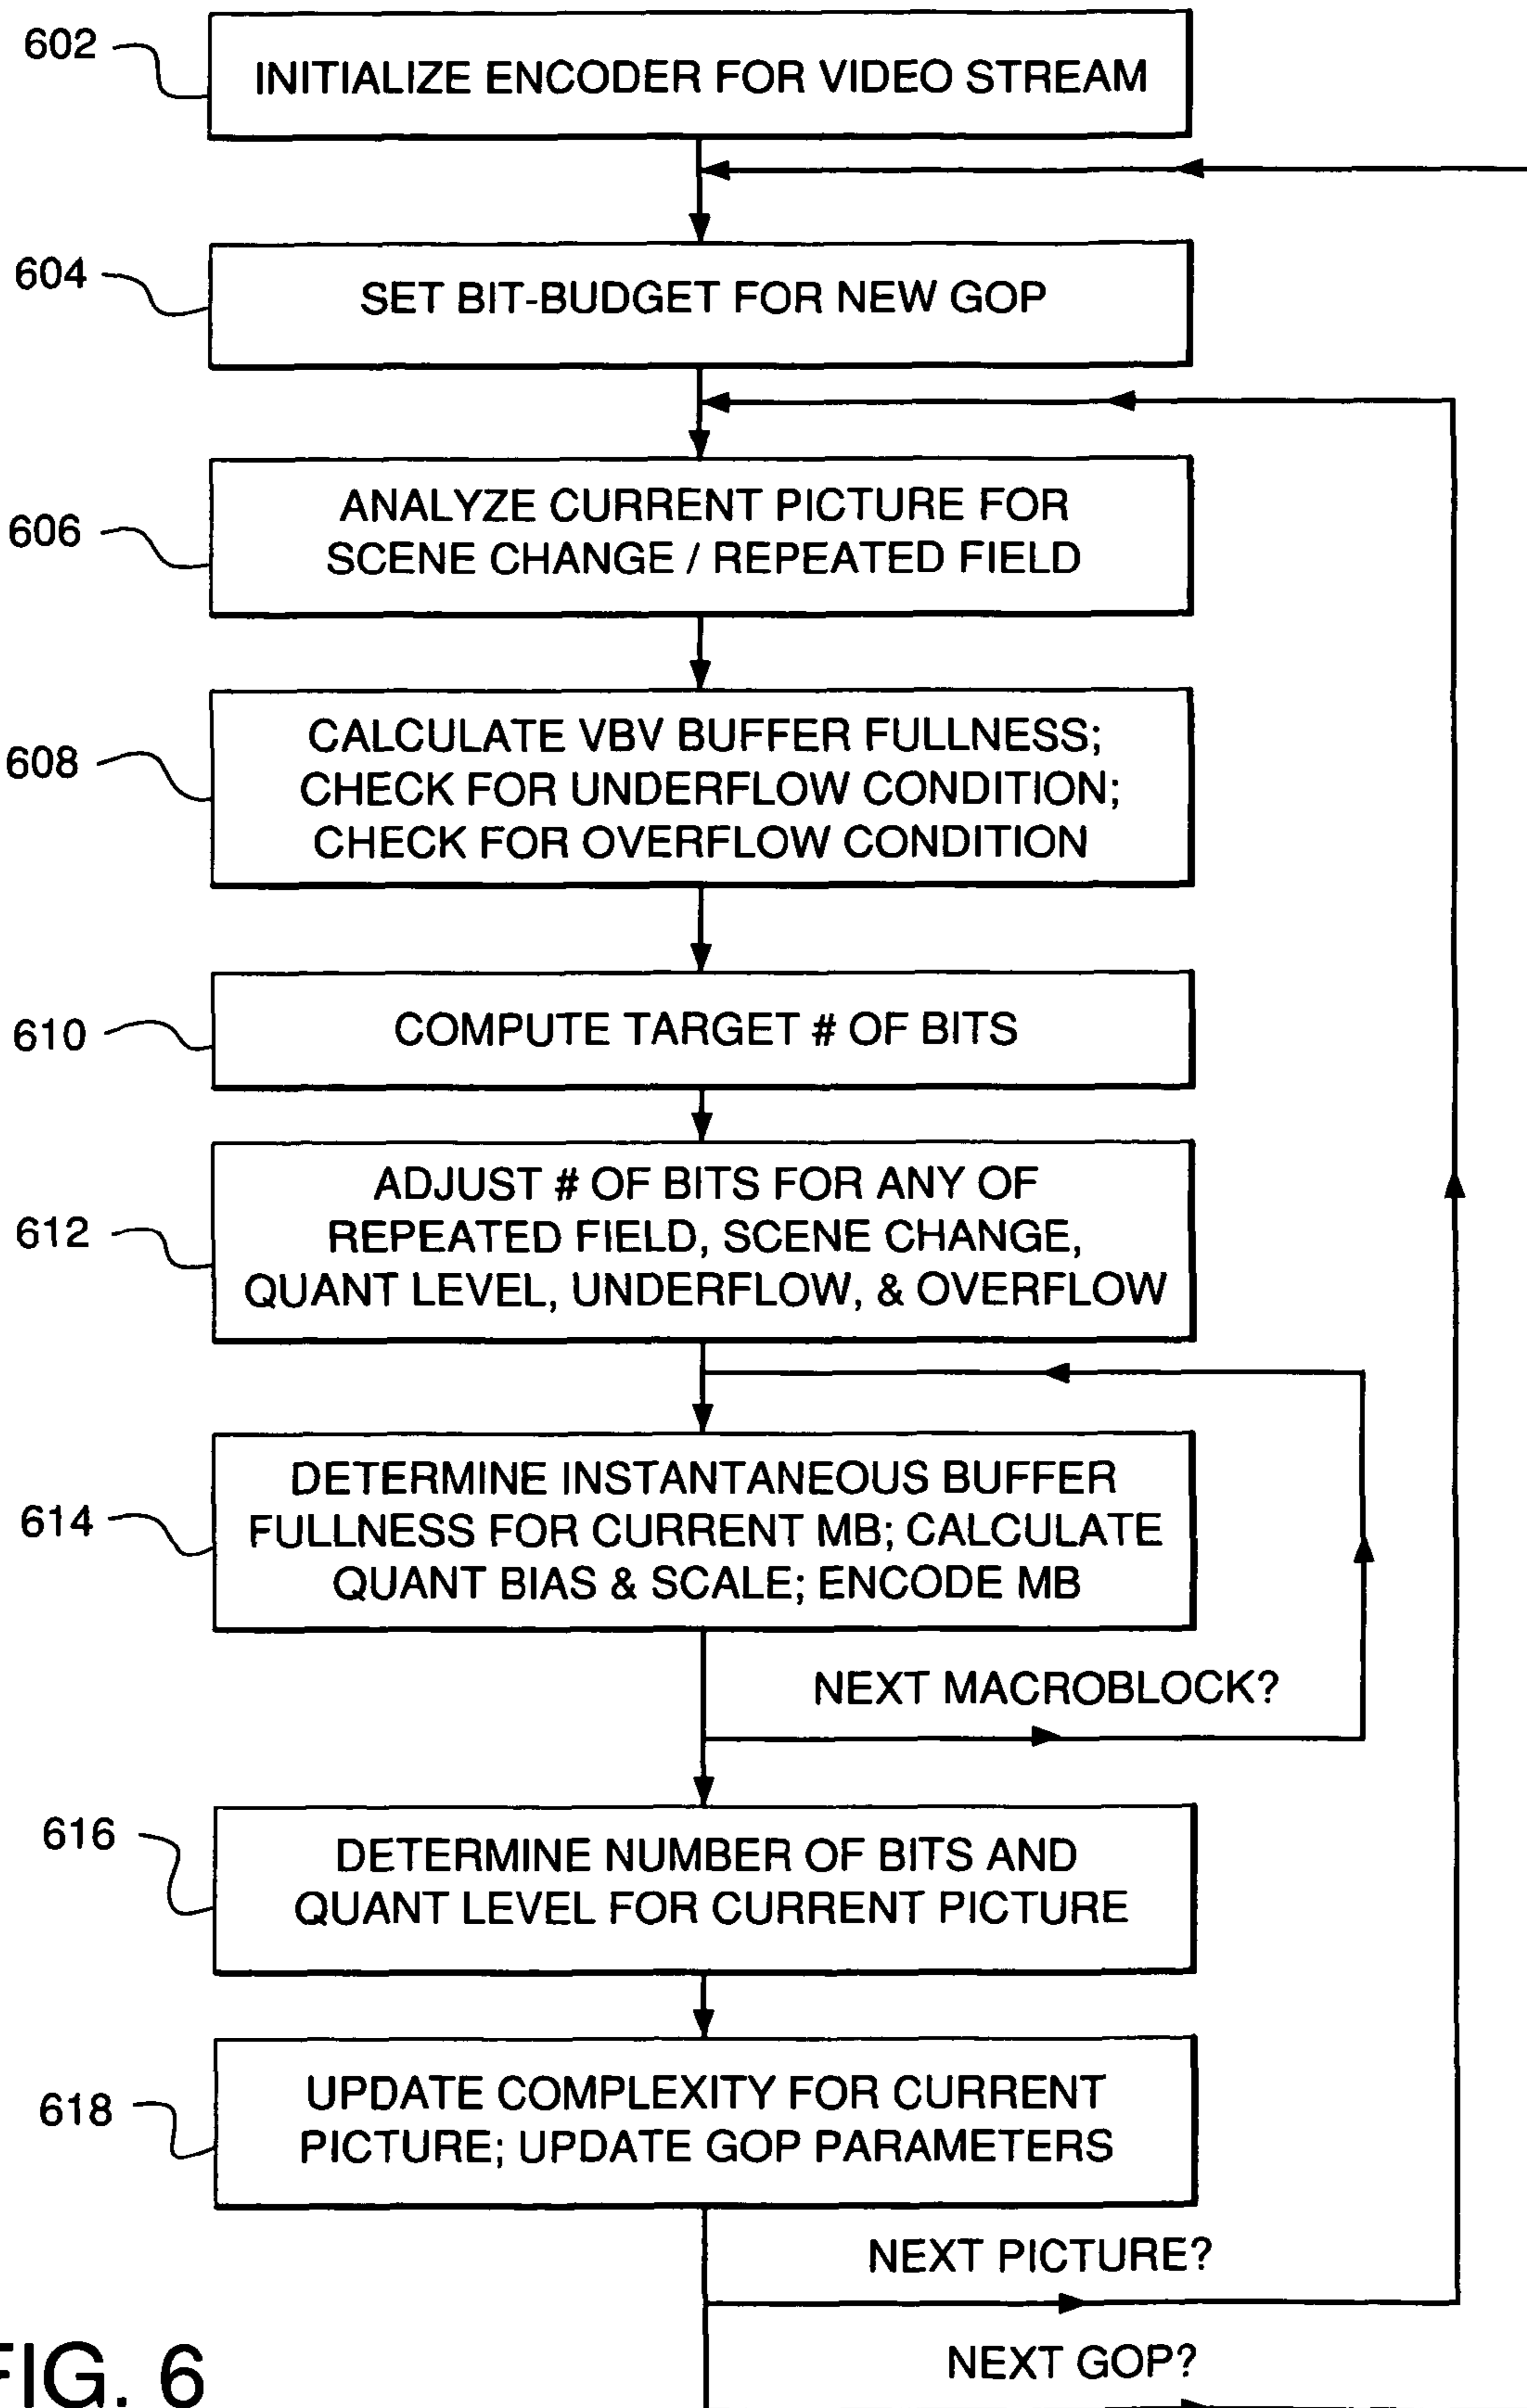 602
INITIALIZE ENCODER FOR VIDEO STREAM
604
SET BIT-BUDGET FOR NEW GOP
606
ANALYZE CURRENT PICTURE FOR
SCENE CHANGE / REPEATED FIELD
608
CALCULATE VBV BUFFER FULLNESS;
CHECK FOR UNDERFLOW CONDITION;
CHECK FOR OVERFLOW CONDITION
610
COMPUTE TARGET # OF BITS
612
ADJUST # OF BITS FOR ANY OF
REPEATED FIELD, SCENE CHANGE,
QUANT LEVEL, UNDERFLOW, & OVERFLOW
614
DETERMINE INSTANTANEOUS BUFFER
FULLNESS FOR CURRENT MB; CALCULATE
QUANT BIAS & SCALE; ENCODE MB
NEXT MACROBLOCK?
616
DETERMINE NUMBER OF BITS AND
QUANT LEVEL FOR CURRENT PICTURE
618
UPDATE COMPLEXITY FOR CURRENT
PICTURE; UPDATE GOP PARAMETERS
NEXT PICTURE?
NEXT GOP?
FIG. 6